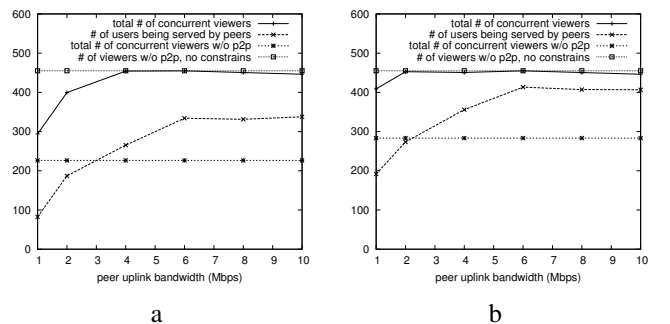 600
500
400
300
200
100
0
total # of concurrent viewers
# of users being served by peers
total # of concurrent viewers w/o p2p
# of viewers w/o p2p, no constrains
1 2 3 4 5 6 7 8 9 10
peer uplink bandwidth (Mbps)
a
600
500
400
300
200
100
0
total # of concurrent viewers
# of users being served by peers
total # of concurrent viewers w/o p2p
# of viewers w/o p2p, no constrains
1 2 3 4 5 6 7 8 9 10
peer uplink bandwidth (Mbps)
b